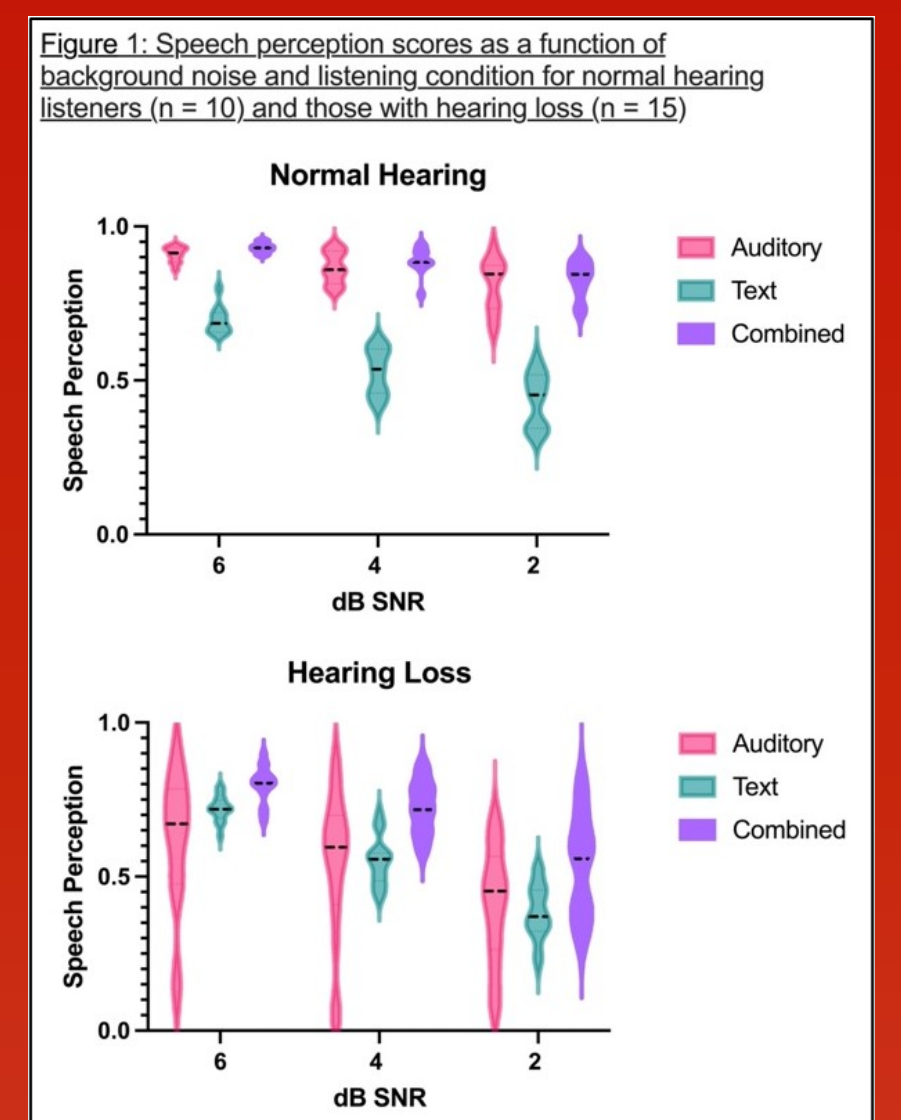 Figure 1: Speech perception scores as a function of
background noise and listening condition for normal hearing
listeners (n = 10) and those with hearing loss (n = 15)
Normal Hearing
1.0
0.5
0.0
Speech Perception
6 4 2
dB SNR
Auditory
Text
Combined
Hearing Loss
1.0
0.5
0.0
Speech Perception
6 4 2
dB SNR
Auditory
Text
Combined